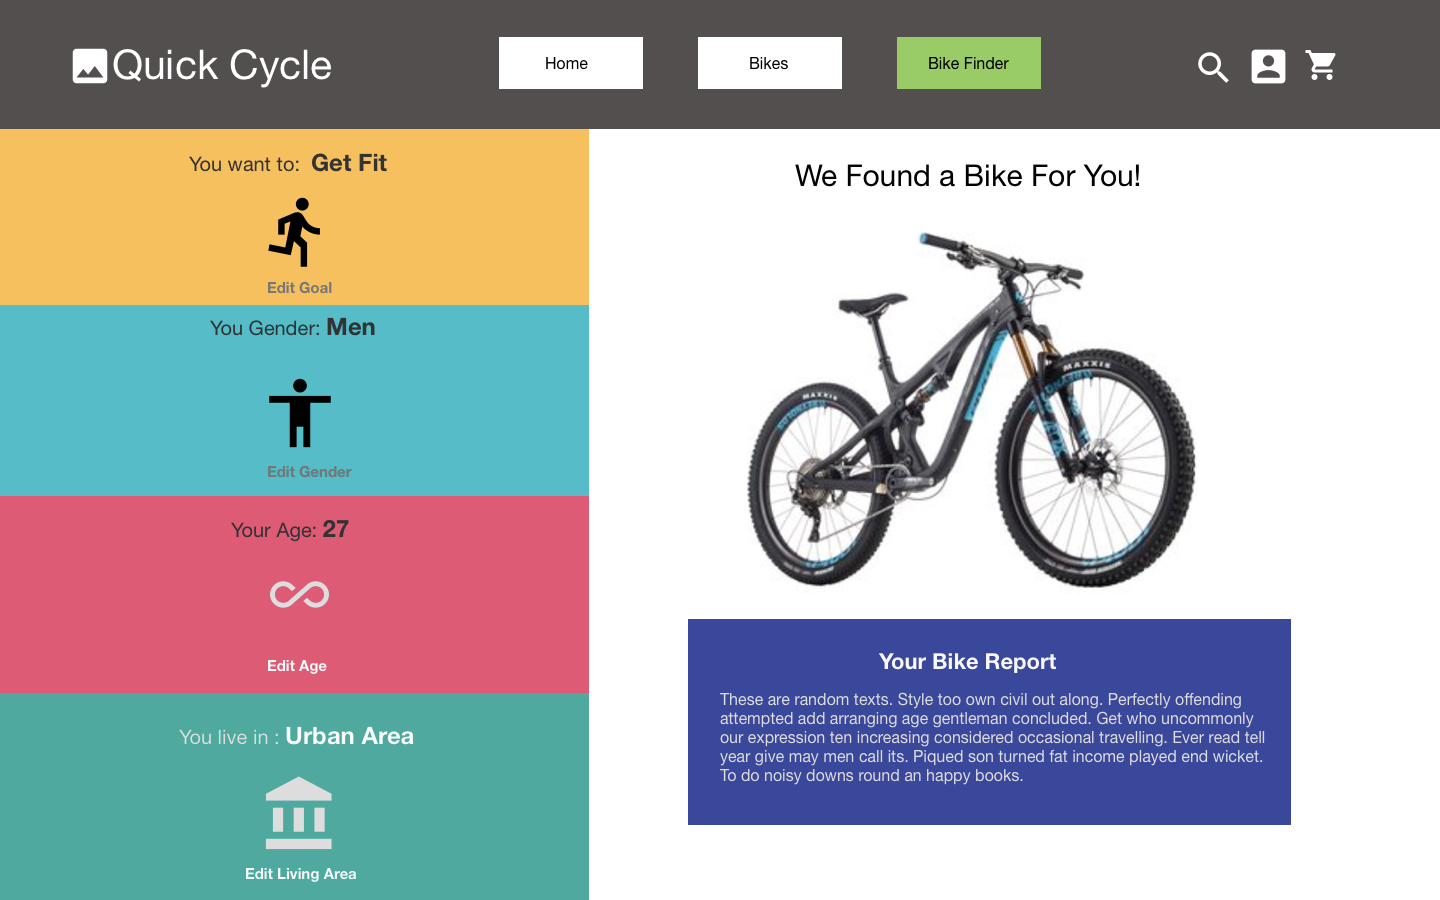 Quick Cycle
Home
Bikes
Bike Finder
You want to: Get Fit
Edit Goal
You Gender: Men
Edit Gender
Your Age: 27
Edit Age
You live in : Urban Area
Edit Living Area
We Found a Bike For You!
MAXXIS
MAXXIS
Your Bike Report
These are random texts. Style too own civil out along. Perfectly offending
attempted add arranging age gentleman concluded. Get who uncommonly
our expression ten increasing considered occasional travelling. Ever read tell
year give may men call its. Piqued son turned fat income played end wicket.
To do noisy downs round an happy books.